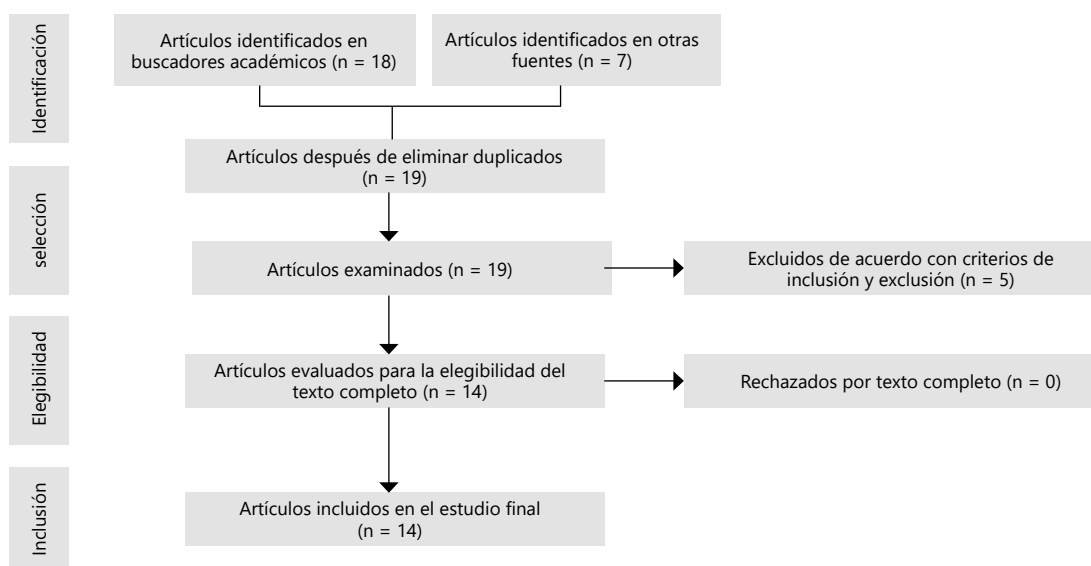 Identificación
Artículos identificados en
buscadores académicos (n = 18)
Artículos identificados en otras
fuentes (n = 7)
Artículos después de eliminar duplicados
(n = 19)
selección
Artículos examinados (n = 19)
Excluidos de acuerdo con criterios de
inclusión y exclusión (n = 5)
Elegibilidad
Artículos evaluados para la elegibilidad del
texto completo (n = 14)
Rechazados por texto completo (n = 0)
Inclusión
Artículos incluidos en el estudio final
(n = 14)